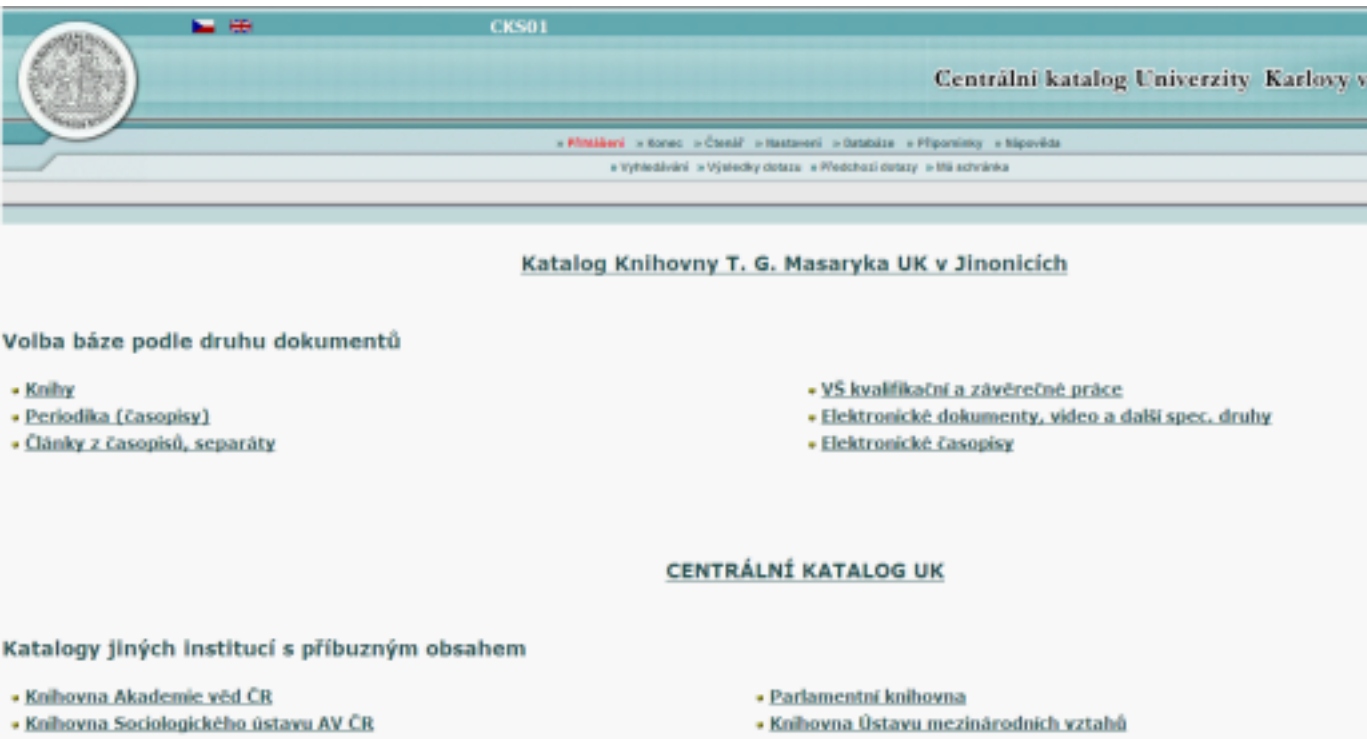 CKS01
Centrální katalog Univerzity Karlovy v
» Přihlášení » Konec » Čtenář » Nastavení » Databáze » Připomínky » Nápověda
» Vyhledávání » Výsledky dotazu » Předchozí dotazy » Má schránka
Katalog Knihovny T. G. Masaryka UK v Jinonicích
Volba báze podle druhu dokumentů
Knihy
Periodika (časopisy)
Články z časopisů, separáty
VŠ kvalifikační a závěrečné práce
Elektronické dokumenty, video a další spec. druhy
Elektronické časopisy
CENTRÁLNÍ KATALOG UK
Katalogy jiných institucí s příbuzným obsahem
Knihovna Akademie věd ČR
Knihovna Sociologického ústavu AV ČR
Parlamentní knihovna
Knihovna Ústavu mezinárodních vztahů